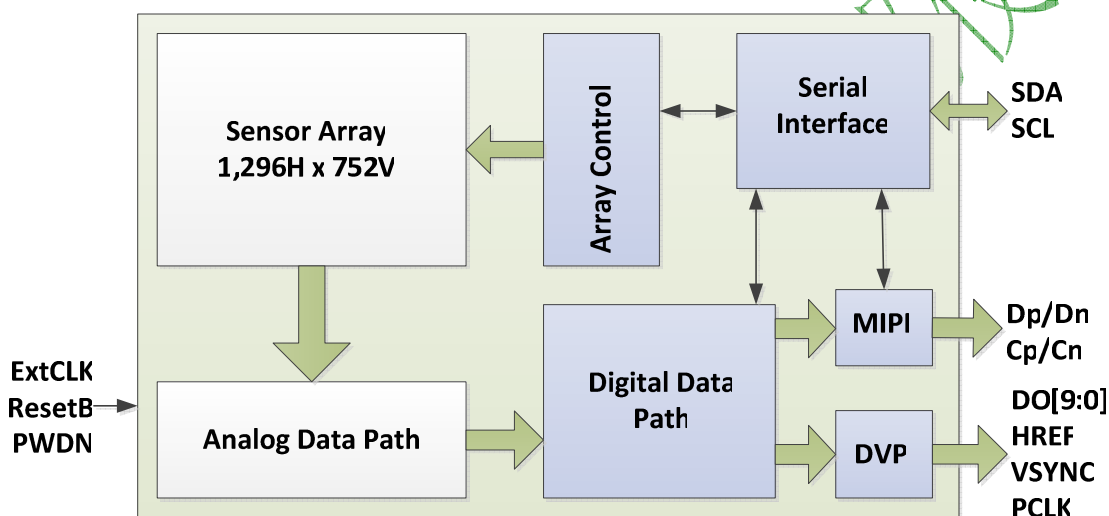 Sensor Array
1,296H x 752V
Array Control
Serial
Interface
SDA
SCL
MIPI
Dp/Dn
Cp/Cn
ExtCLK
ResetB
PWDN
Analog Data Path
Digital Data
Path
DVP
DO[9:0]
HREF
VSYNC
PCLK